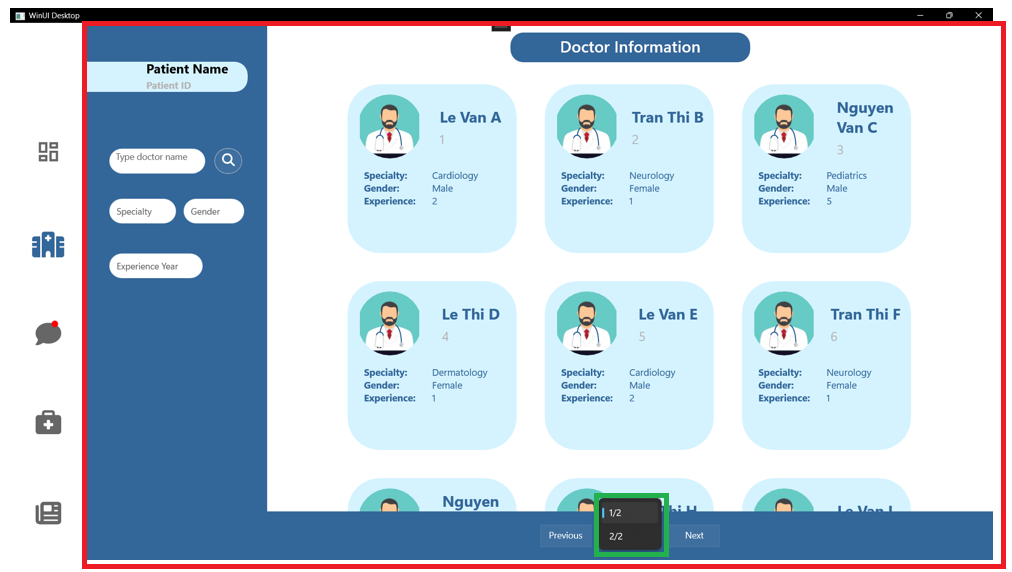 WinUI Desktop
Patient Name
Patient ID
Type doctor name
Specialty
Gender
Experience Year
Doctor Information
Le Van A
1
Specialty: Cardiology
Gender: Male
Experience: 2
Tran Thi B
2
Specialty: Neurology
Gender: Female
Experience: 1
Nguyen
Van C
3
Specialty: Pediatrics
Gender: Male
Experience: 5
Le Thi D
4
Specialty: Dermatology
Gender: Female
Experience: 1
Le Van E
5
Specialty: Cardiology
Gender: Male
Experience: 2
Tran Thi F
6
Specialty: Neurology
Gender: Female
Experience: 1
Nguyen
Previous
1/2
2/2
Next